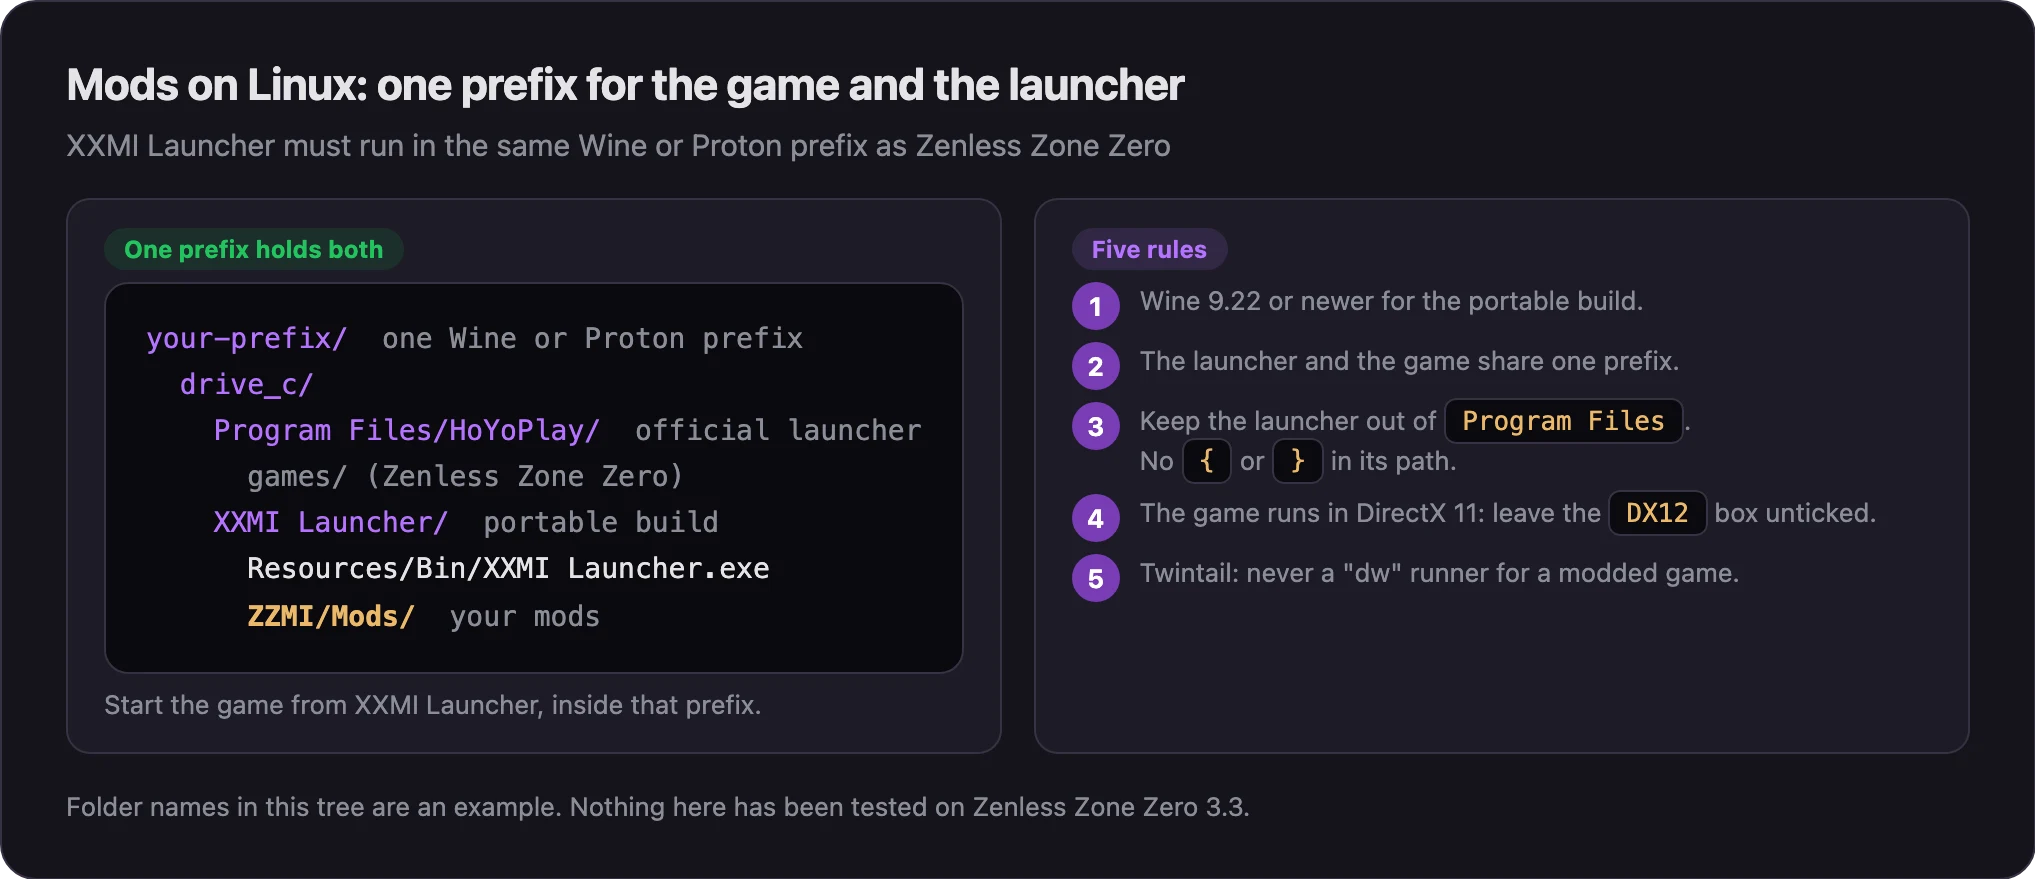 Mods on Linux: one prefix for the game and the launcher
XXMI Launcher must run in the same Wine or Proton prefix as Zenless Zone Zero
One prefix holds both
your-prefix/ one Wine or Proton prefix
drive_c/
Program Files/HoYoPlay/ official launcher
games/ (Zenless Zone Zero)
XXMI Launcher/ portable build
Resources/Bin/XXMI Launcher.exe
ZZMI/Mods/ your mods
Start the game from XXMI Launcher, inside that prefix.
Five rules
1 Wine 9.22 or newer for the portable build.
2 The launcher and the game share one prefix.
3 Keep the launcher out of Program Files.
No { or } in its path.
4 The game runs in DirectX 11: leave the DX12 box unticked.
5 Twintail: never a "dw" runner for a modded game.
Folder names in this tree are an example. Nothing here has been tested on Zenless Zone Zero 3.3.